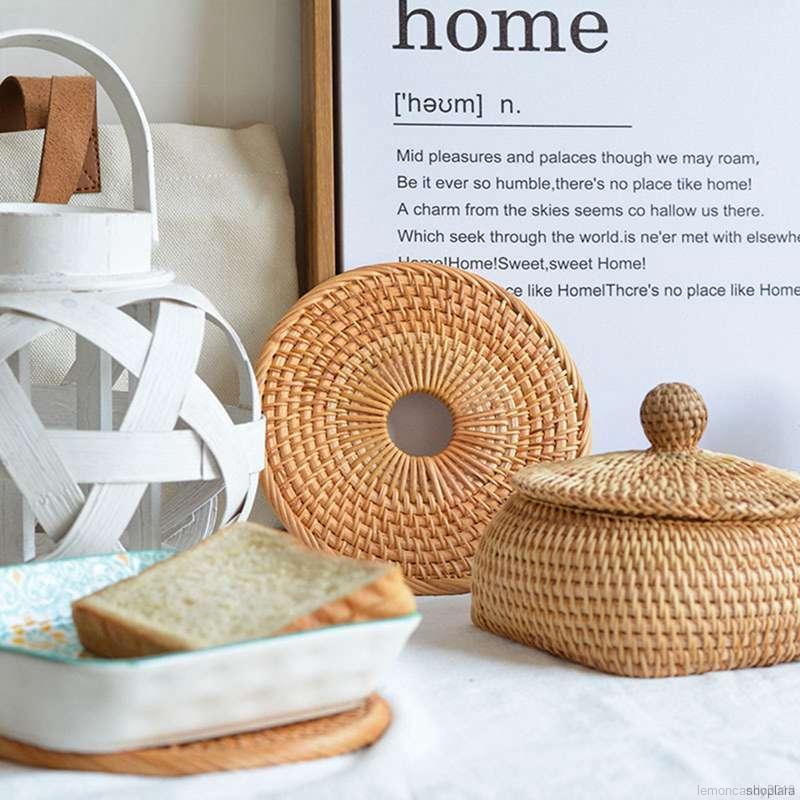 home
['həʊm] n.
Mid pleasures and palaces though we may roam,
Be it ever so humble,there's no place tike home!
A charm from the skies seems co hallow us there.
Which seek through the world.is ne'er met with elsewhe
Home!Home!Sweet,sweet Home!
ce like HomelThcre's no place like Home
shoplara